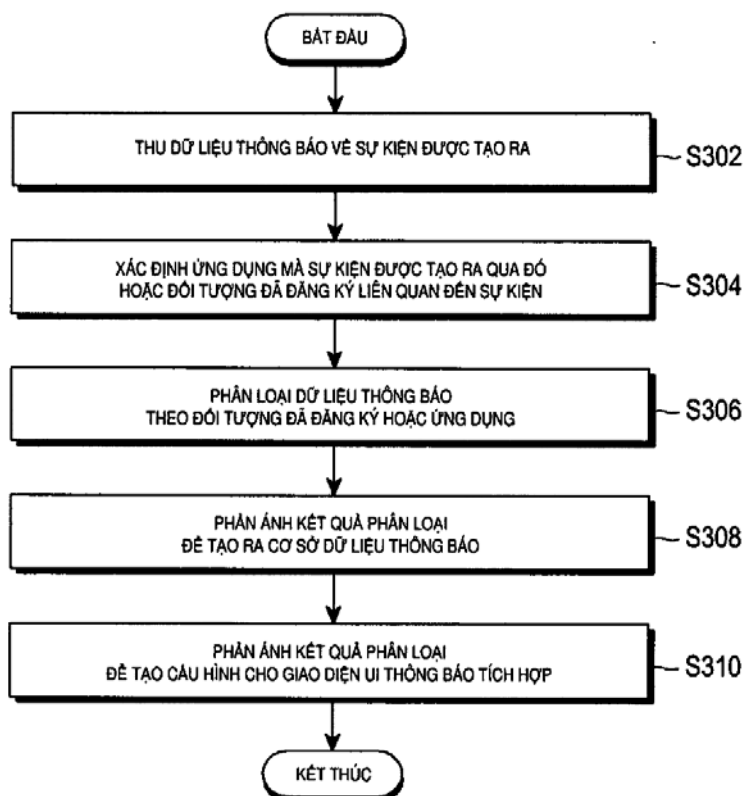 BẮT ĐẦU
THU DỮ LIỆU THÔNG BÁO VỀ SỰ KIỆN ĐƯỢC TẠO RA
S302
XÁC ĐỊNH ỨNG DỤNG MÀ SỰ KIỆN ĐƯỢC TẠO RA QUA ĐÓ
HOẶC ĐỐI TƯỢNG ĐÃ ĐĂNG KÝ LIÊN QUAN ĐẾN SỰ KIỆN
S304
PHÂN LOẠI DỮ LIỆU THÔNG BÁO
THEO ĐỐI TƯỢNG ĐÃ ĐĂNG KÝ HOẶC ỨNG DỤNG
S306
PHẢN ÁNH KẾT QUẢ PHÂN LOẠI
ĐỂ TẠO RA CƠ SỞ DỮ LIỆU THÔNG BÁO
S308
PHẢN ÁNH KẾT QUẢ PHÂN LOẠI
ĐỂ TẠO CẤU HÌNH CHO GIAO DIỆN UI THÔNG BÁO TÍCH HỢP
S310
KẾT THÚC